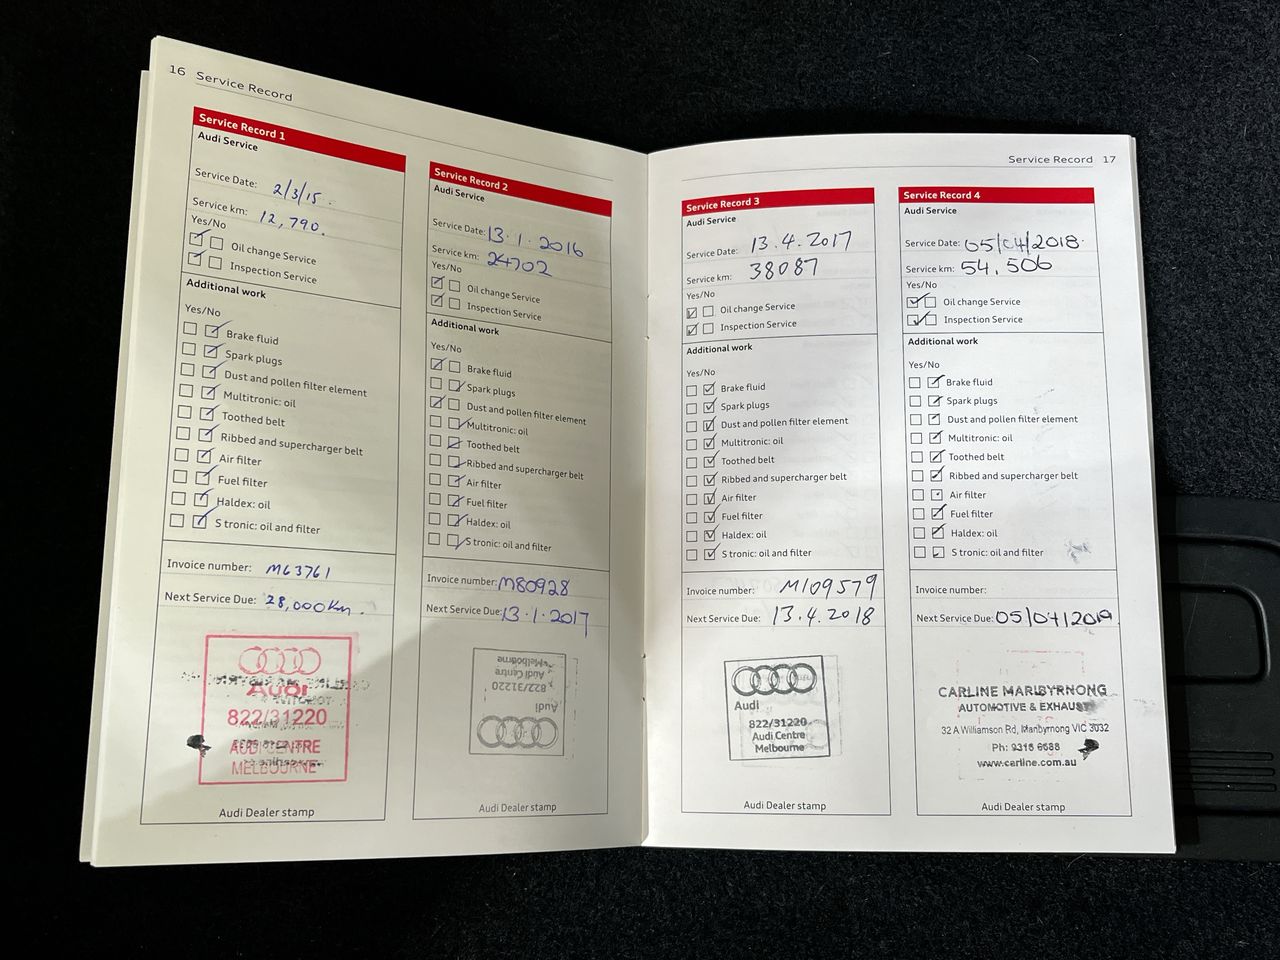 16 Service Record
Service Record 1
Audi Service
Service Date: 2/3/15.
Service km: 12,790.
Yes/No
Oil change Service
Inspection Service
Additional work
Yes/No
Brake fluid
Spark plugs
Dust and pollen filter element
Multitronic: oil
Toothed belt
Ribbed and supercharger belt
Air filter
Fuel filter
Haldex: oil
S tronic: oil and filter
Invoice number: M63761
Next Service Due: 28,000km.
Audi
822/31220
AUDI CENTRE
MELBOURNE
Audi Dealer stamp
Service Record 2
Audi Service
Service Date: 13.1.2016
Service km: 24702
Yes/No
Oil change Service
Inspection Service
Additional work
Yes/No
Brake fluid
Spark plugs
Dust and pollen filter element
Multitronic: oil
Toothed belt
Ribbed and supercharger belt
Air filter
Fuel filter
Haldex: oil
S tronic: oil and filter
Invoice number: M80928
Next Service Due: 13.1.2017
Audi
822/31220
Audi Centre
Melbourne
Audi Dealer stamp
Service Record 17
Service Record 3
Audi Service
Service Date: 13.4.2017
Service km: 38087
Yes/No
Oil change Service
Inspection Service
Additional work
Yes/No
Brake fluid
Spark plugs
Dust and pollen filter element
Multitronic: oil
Toothed belt
Ribbed and supercharger belt
Air filter
Fuel filter
Haldex: oil
S tronic: oil and filter
Invoice number: M109579
Next Service Due: 13.4.2018
Audi
822/31220
Audi Centre
Melbourne
Audi Dealer stamp
Service Record 4
Audi Service
Service Date: 05/04/2018
Service km: 54,506
Yes/No
Oil change Service
Inspection Service
Additional work
Yes/No
Brake fluid
Spark plugs
Dust and pollen filter element
Multitronic: oil
Toothed belt
Ribbed and supercharger belt
Air filter
Fuel filter
Haldex: oil
S tronic: oil and filter
Invoice number:
Next Service Due: 05/04/2019
CARLINE MARIBYRNONG
AUTOMOTIVE & EXHAUST
32 A Williamson Rd, Maribyrnong VIC 3032
Ph: 9318 6688
www.carline.com.au
Audi Dealer stamp